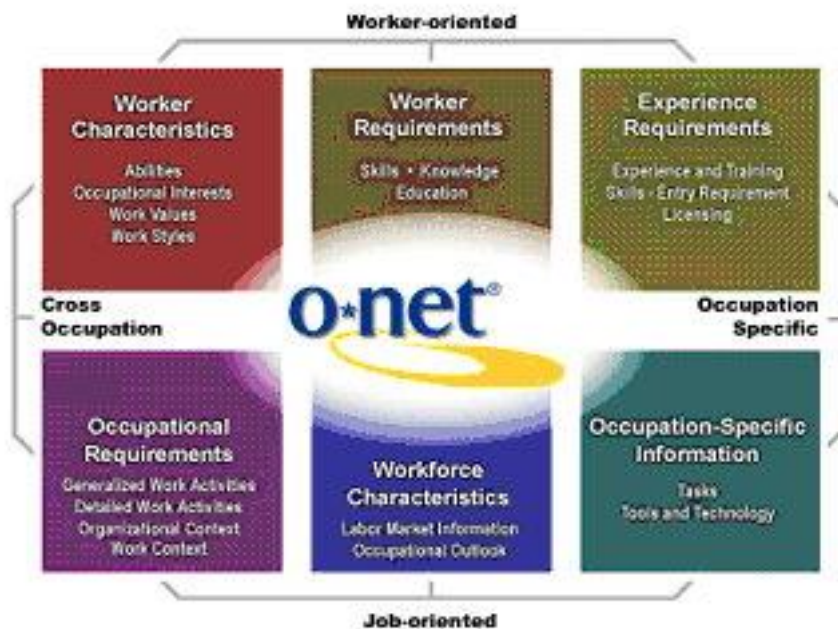 Worker-oriented
Worker
Characteristics
Abilities
Occupational Interests
Work Values
Work Styles
Worker
Requirements
Skills • Knowledge
Education
Experience
Requirements
Experience and Training
Skills - Entry Requirement
Licensing
Cross
Occupation
o*net®
Occupation
Specific
Occupational
Requirements
Generalized Work Activities
Detailed Work Activities
Organizational Context
Work Context
Workforce
Characteristics
Labor Market Information
Occupational Outlook
Occupation-Specific
Information
Tasks
Tools and Technology
Job-oriented